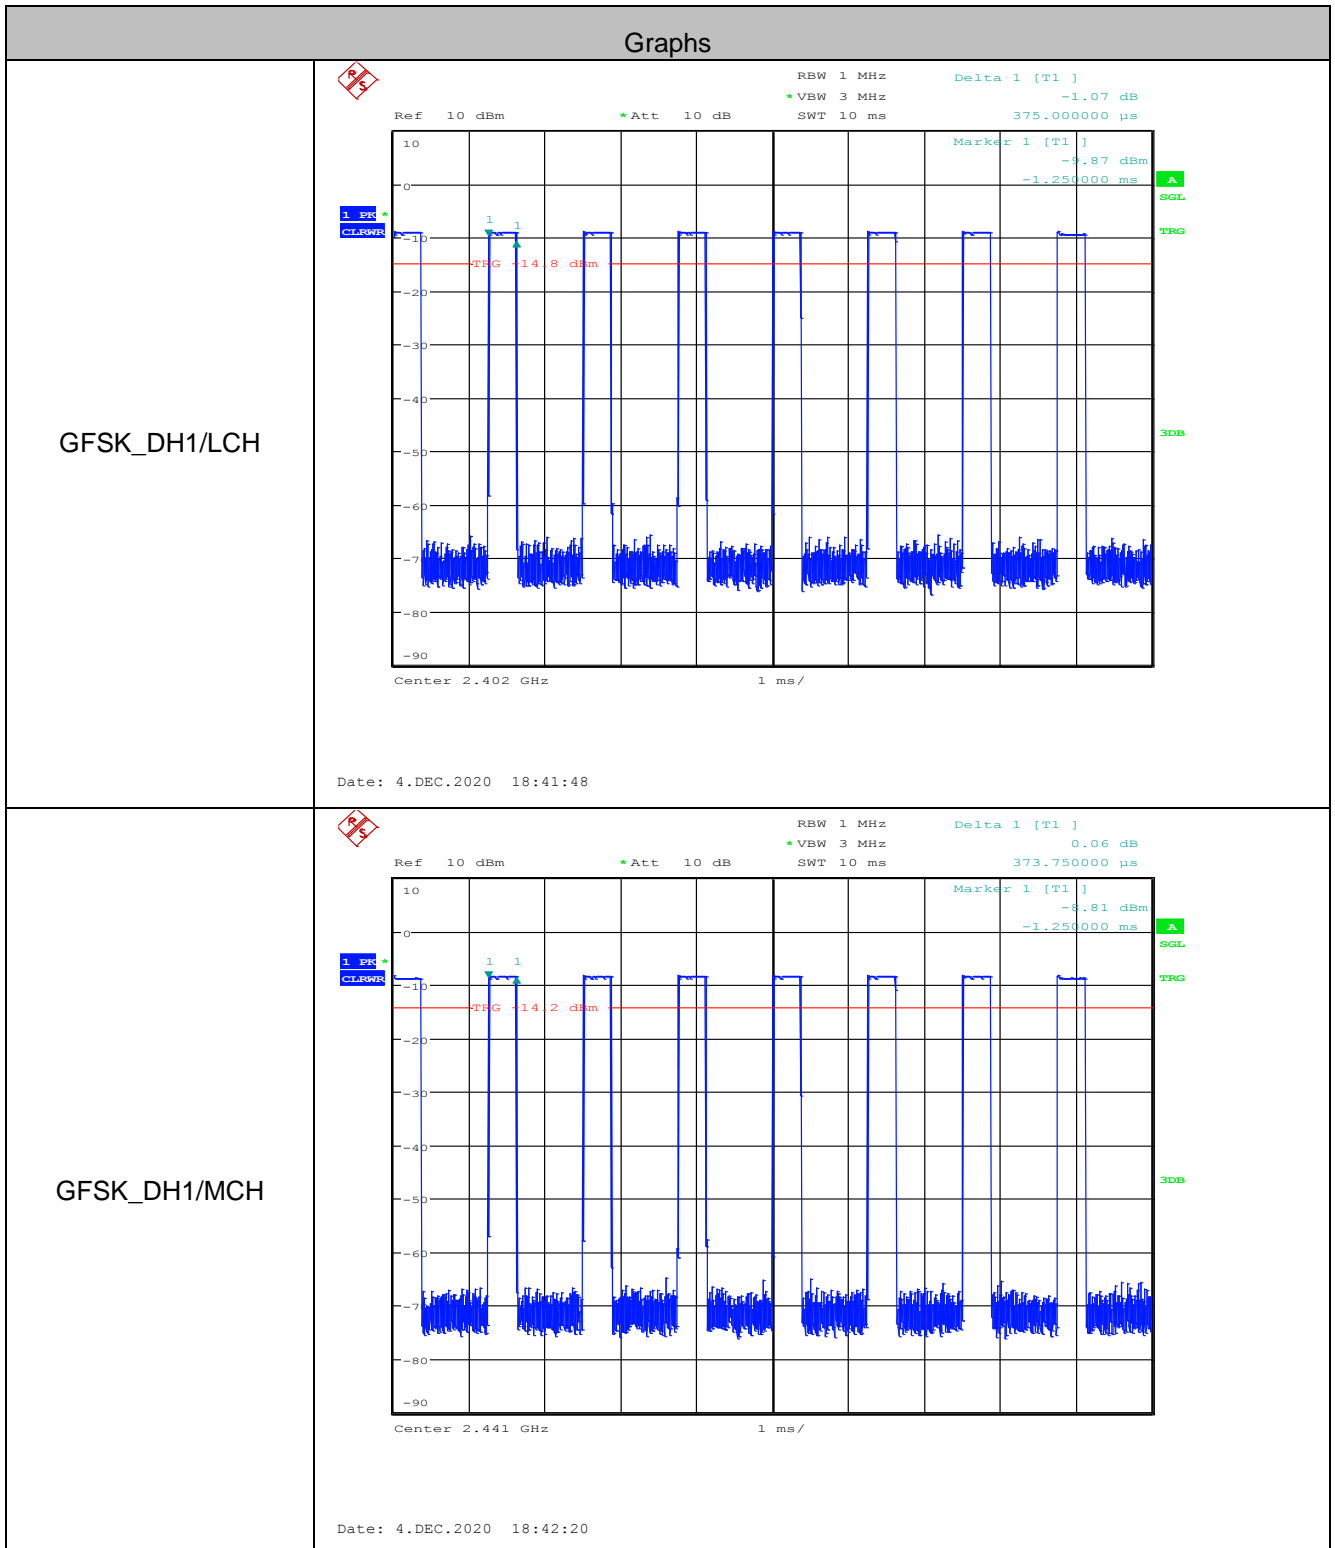 Graphs
GFSK_DH1/LCH
R S
RBW 1 MHz
Delta 1 [T1 ]
*VBW 3 MHz
-1.07 dB
Ref 10 dBm
*Att 10 dB
SWT 10 ms
375.000000 µs
10
Marker 1 [T1 ]
-9.87 dBm
-1.250000 ms
A
0
SGL
1 PK *
CLRWR
1
1
TRG
-10
TRG -14.8 dBm
-20
-30
-40
3DB
-50
-60
-7
-80
-90
Center 2.402 GHz
1 ms/
Date: 4.DEC.2020 18:41:48
GFSK_DH1/MCH
R S
RBW 1 MHz
Delta 1 [T1 ]
*VBW 3 MHz
0.06 dB
Ref 10 dBm
*Att 10 dB
SWT 10 ms
373.750000 µs
10
Marker 1 [T1 ]
-8.81 dBm
-1.250000 ms
A
0
SGL
1 PK *
CLRWR
1 1
TRG
-10
TRG -14.2 dBm
-20
-30
-40
-50
3DB
-60
-7
-80
-90
Center 2.441 GHz
1 ms/
Date: 4.DEC.2020 18:42:20